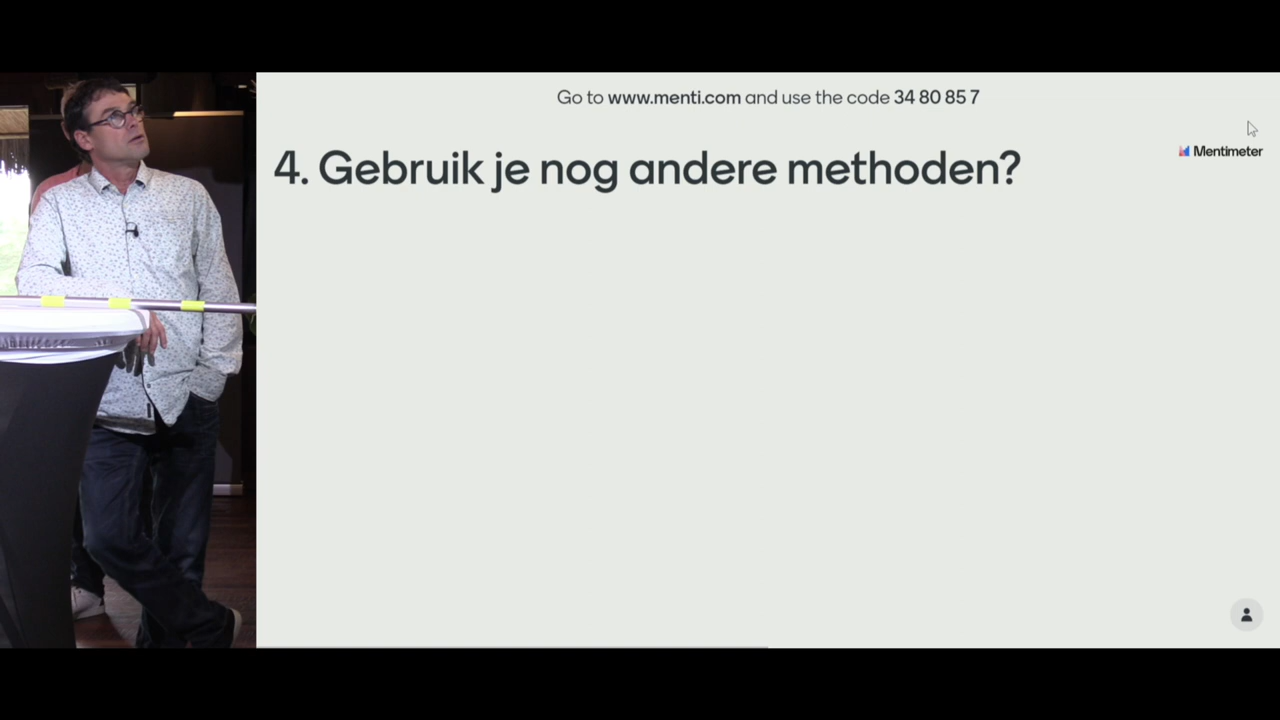 Go to www.menti.com and use the code 34 80 85 7
Mentimeter
4. Gebruik je nog andere methoden?